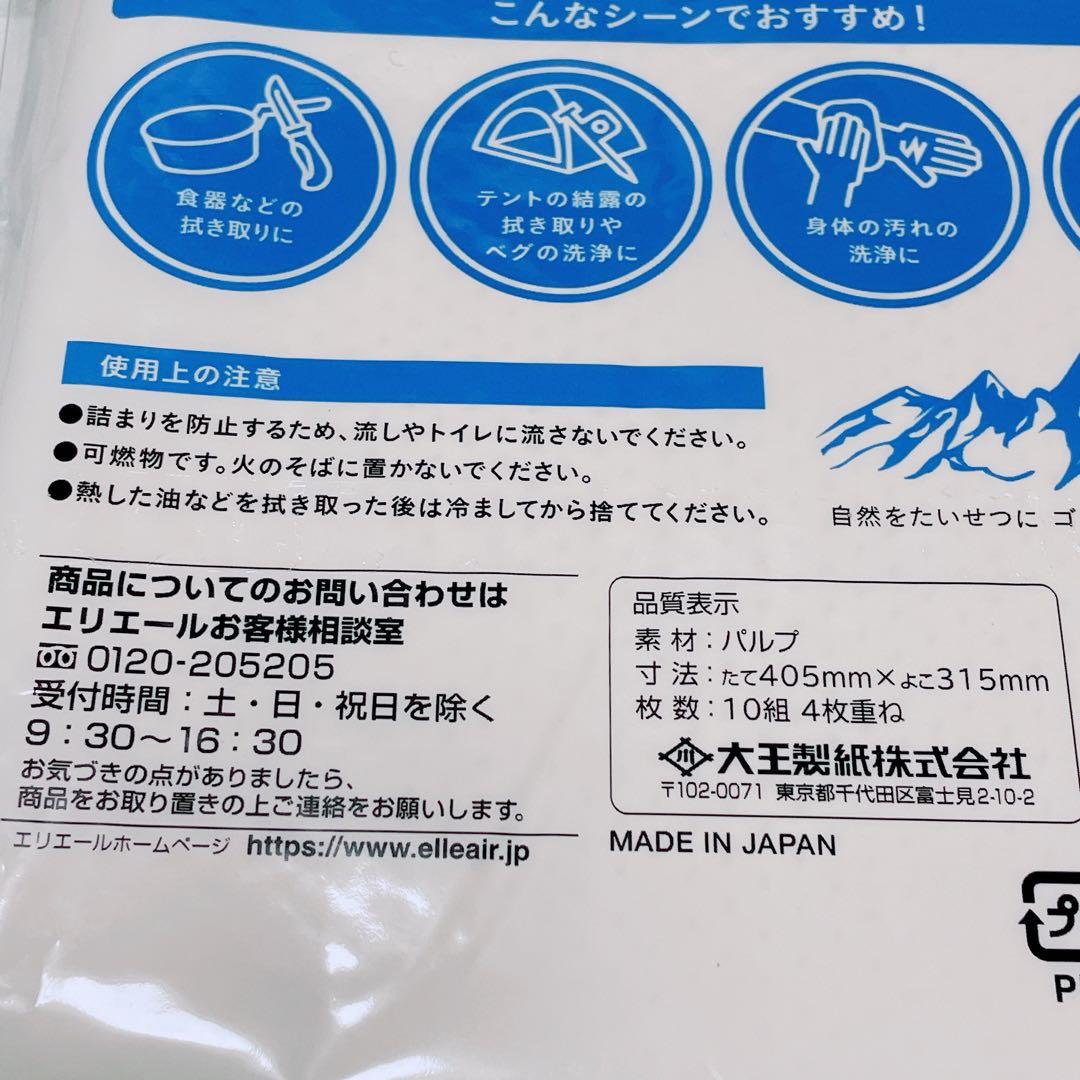 こんなシーンでおすすめ！
食器などの
拭き取りに
テントの結露の
拭き取りや
ペグの洗浄に
身体の汚れの
洗浄に
使用上の注意
●詰まりを防止するため、流しやトイレに流さないでください。
●可燃物です。火のそばに置かないでください。
●熱した油などを拭き取った後は冷ましてから捨ててください。
自然をたいせつに ゴ
商品についてのお問い合わせは
エリエールお客様相談室
0120-205205
受付時間：土・日・祝日を除く
9：30〜16：30
お気づきの点がありましたら、
商品をお取り置きの上ご連絡をお願いします。
エリエールホームページ https://www.elleair.jp
品質表示
素材：パルプ
寸法：たて405mm×よこ315mm
枚数：10組 4枚重ね
大王製紙株式会社
〒102-0071 東京都千代田区富士見2-10-2
MADE IN JAPAN
プ
P